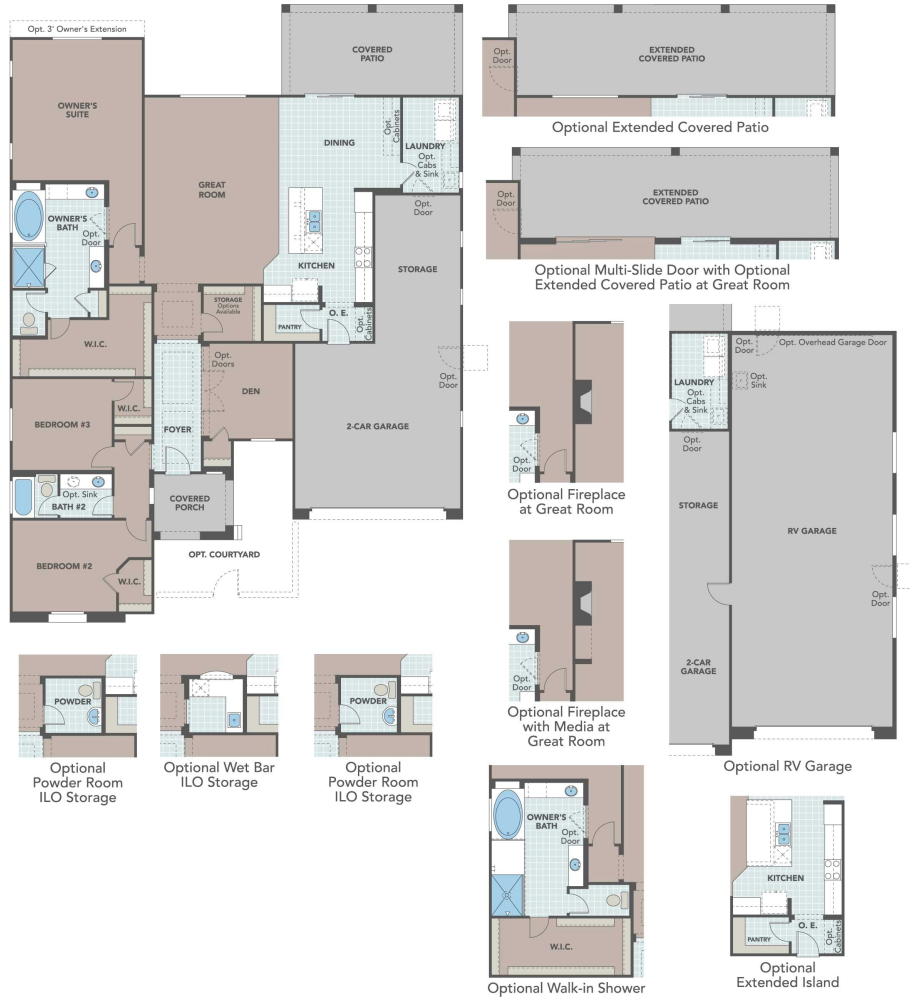 Opt. 3' Owner's Extension
OWNER'S
SUITE
COVERED
PATIO
DINING
Opt.
Cabinets
LAUNDRY
Opt.
Cabs
& Sink
GREAT
ROOM
OWNER'S
BATH
Opt.
Door
Opt.
Door
STORAGE
KITCHEN
STORAGE
Options
Available
PANTRY
O. E.
Opt.
Cabinets
W.I.C.
Opt.
Doors
DEN
Opt.
Door
W.I.C.
BEDROOM #3
FOYER
2-CAR GARAGE
Opt. Sink
BATH #2
COVERED
PORCH
OPT. COURTYARD
BEDROOM #2
W.I.C.
Opt.
Door
EXTENDED
COVERED PATIO
Optional Extended Covered Patio
Opt.
Door
EXTENDED
COVERED PATIO
Optional Multi-Slide Door with Optional
Extended Covered Patio at Great Room
Opt.
Door
Optional Fireplace
at Great Room
Opt.
Door
Optional Fireplace
with Media at
Great Room
Opt.
Door
Opt. Overhead Garage Door
LAUNDRY
Opt.
Cabs
& Sink
Opt.
Sink
Opt.
Door
STORAGE
RV GARAGE
Opt.
Door
2-CAR
GARAGE
Optional RV Garage
POWDER
Optional
Powder Room
ILO Storage
Optional Wet Bar
ILO Storage
POWDER
Optional
Powder Room
ILO Storage
OWNER'S
BATH
Opt.
Door
W.I.C.
Optional Walk-in Shower
KITCHEN
PANTRY
O. E.
Opt.
Cabinets
Optional
Extended Island